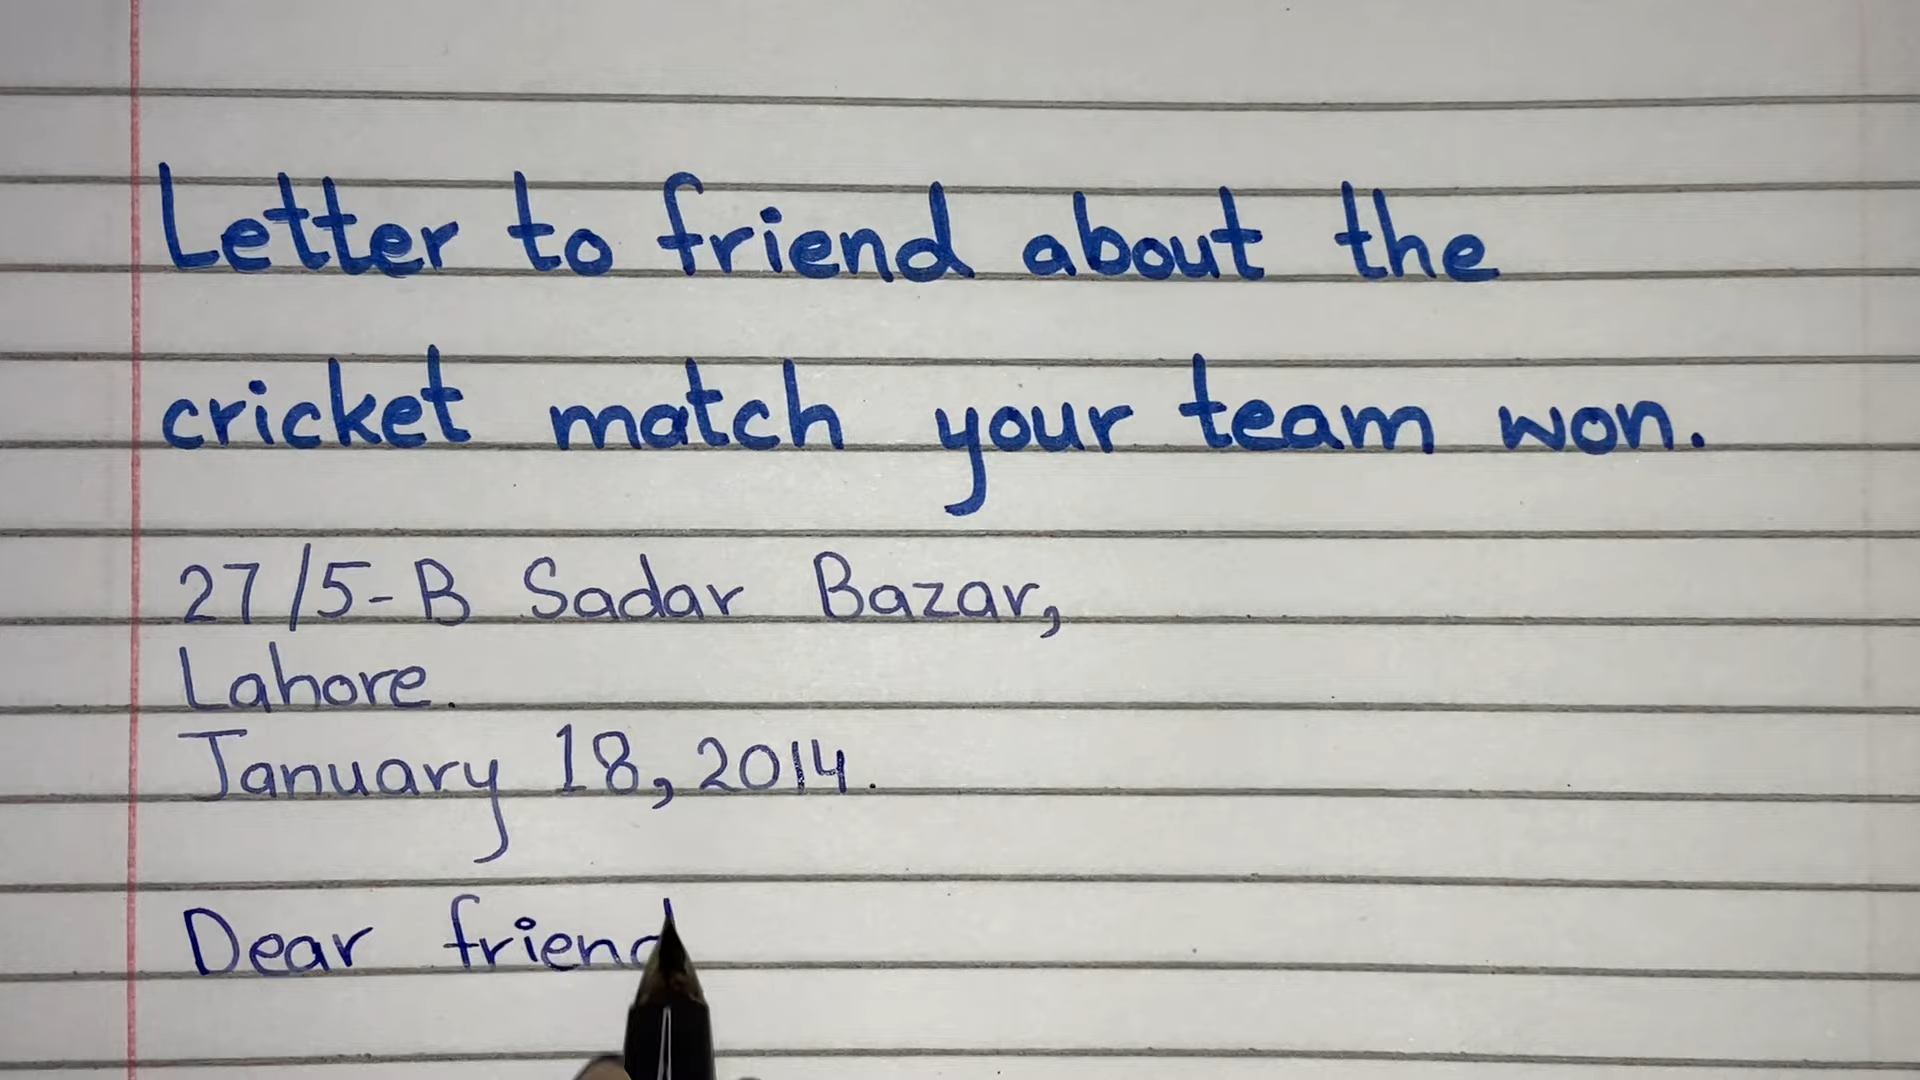 Letter to friend about the
cricket match your team won.
27/5-B Sadar Bazar,
Lahore.
January 18, 2014.
Dear friend